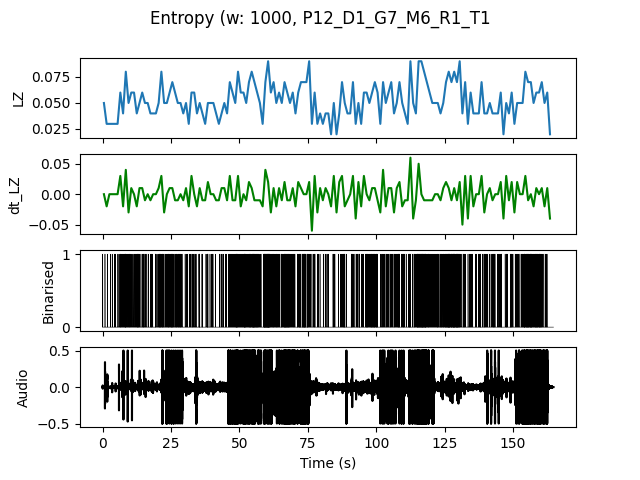 Entropy (w: 1000, P12_D1_G7_M6_R1_T1
LZ
0.075
0.050
0.025
dt_LZ
0.05
0.00
−0.05
Binarised
1
0
Audio
0.5
0.0
−0.5
0 25 50 75 100 125 150
Time (s)